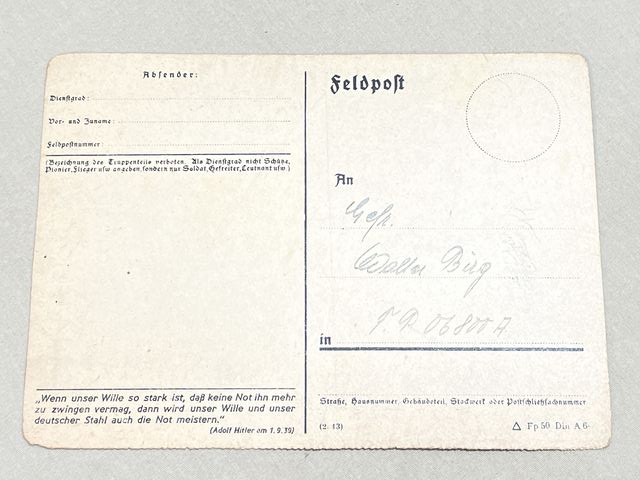 Absender:
Dienstgrad:
Vor- und Zuname:
Feldpostnummer:
(Bezeichnung des Truppenteils verboten. Als Dienstgrad nicht Schütze,
Pionier, Flieger usw angeben, sondern nur Soldat, Gefreiter, Leutnant usw.)
„Wenn unser Wille so stark ist, daß keine Not ihn mehr
zu zwingen vermag, dann wird unser Wille und unser
deutscher Stahl auch die Not meistern.“
(Adolf Hitler am 1.9.39)
Feldpost
An
Gefr.
Walter
in
06800 A
Straße, Hausnummer, Gebäudeteil, Stockwerk oder Postschließfachnummer
(2. 43)
△ Fp 50 Din A 6